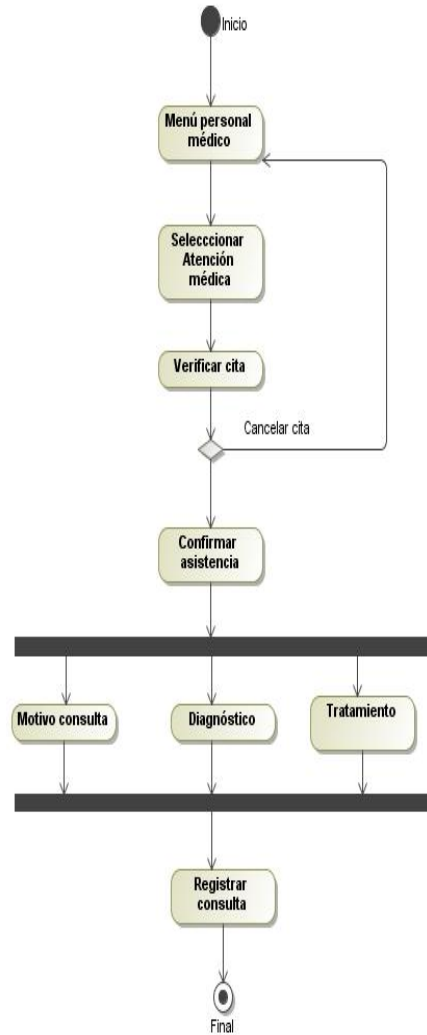 Inicio
Menú personal
médico
Selecccionar
Atención
médica
Verificar cita
Cancelar cita
Confirmar
asistencia
Motivo consulta
Diagnóstico
Tratamiento
Registrar
consulta
Final